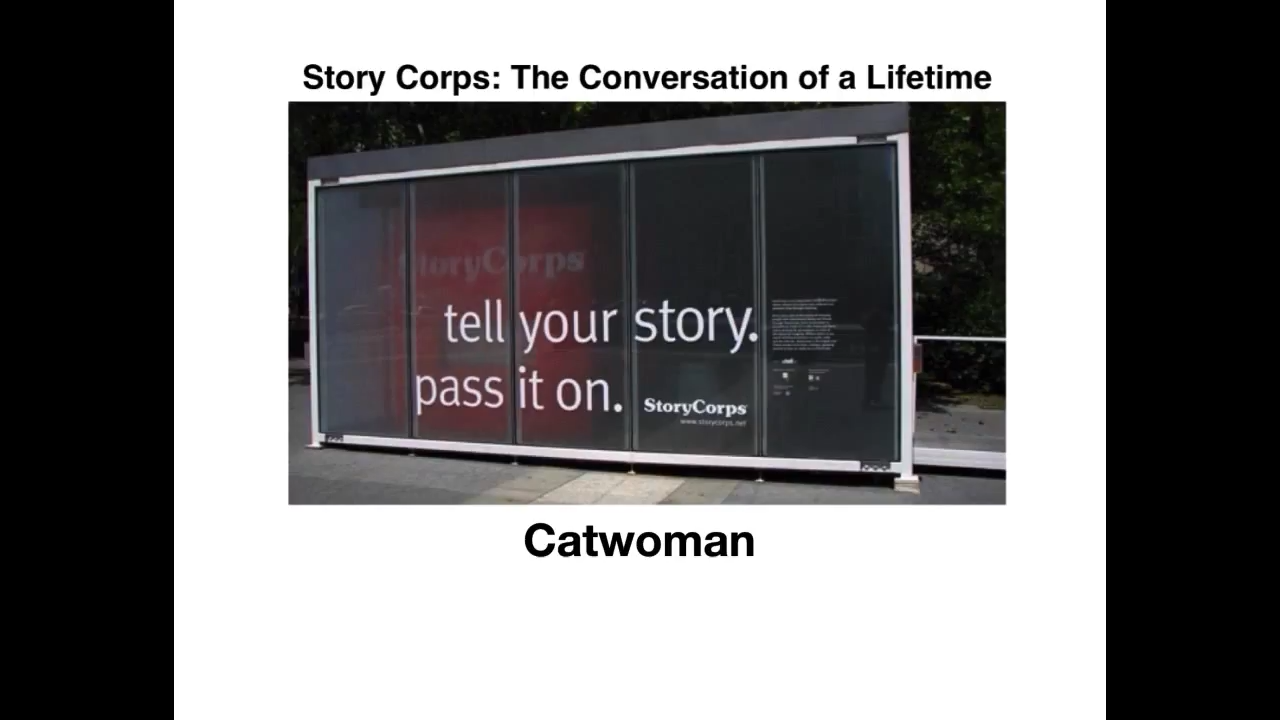 Story Corps: The Conversation of a Lifetime
StoryCorps
tell your story.
pass it on.
StoryCorps
www.storycorps.net
Catwoman